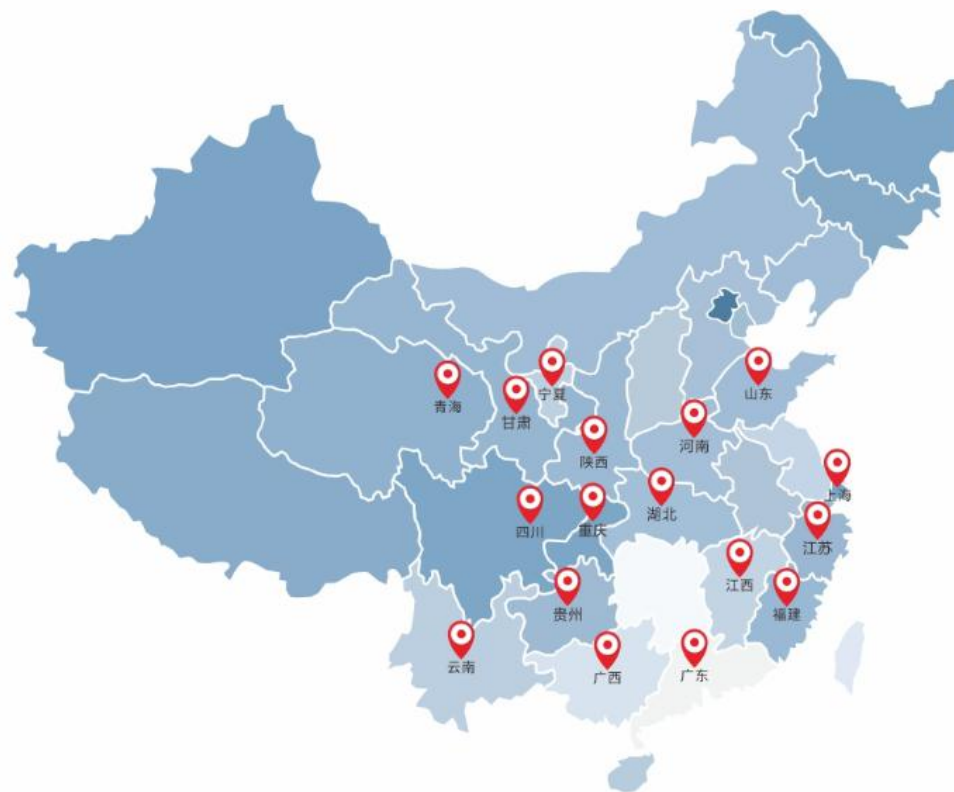 宁夏
山东
青海
甘肃
河南
陕西
上海
四川
重庆
湖北
江苏
江西
贵州
福建
云南
广西
广东